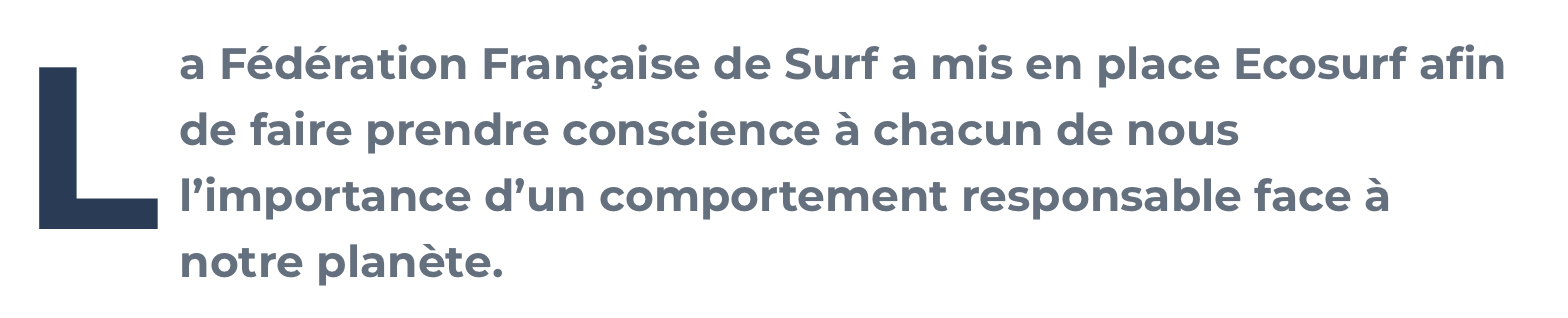 La Fédération Française de Surf a mis en place Ecosurf afin
de faire prendre conscience à chacun de nous
l’importance d’un comportement responsable face à
notre planète.